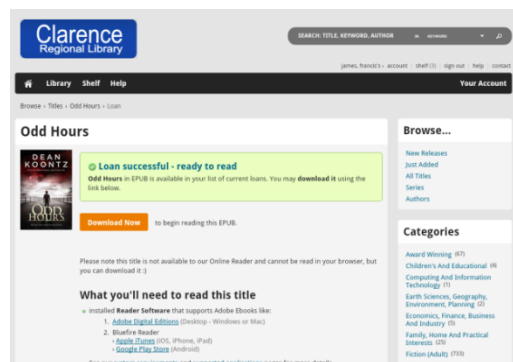 Clarence
Regional Library
SEARCH: TITLE, KEYWORD, AUTHOR IN KEYWORD
james, francis's › account | shelf (1) | sign out | help | contact
Library Shelf Help Your Account
Browse › Titles › Odd Hours › Loan
Odd Hours
DEAN
KOONTZ
ODD
HOURS
Loan successful - ready to read
Odd Hours in EPUB is available in your list of current loans. You may download it using the
link below.
Download Now to begin reading this EPUB.
Please note this title is not available to our Online Reader and cannot be read in your browser, but
you can download it :)
What you'll need to read this title
installed Reader Software that supports Adobe Ebooks like:
1. Adobe Digital Editions (Desktop - Windows or Mac)
2. Bluefire Reader
› Apple iTunes (iOS, iPhone, iPad)
› Google Play Store (Android)
Browse...
New Releases
Just Added
All Titles
Series
Authors
Categories
Award Winning (67)
Children's And Educational (4)
Computing And Information
Technology (1)
Earth Sciences, Geography,
Environment, Planning (2)
Economics, Finance, Business
And Industry (5)
Family, Home And Practical
Interests (25)
Fiction (Adult) (733)